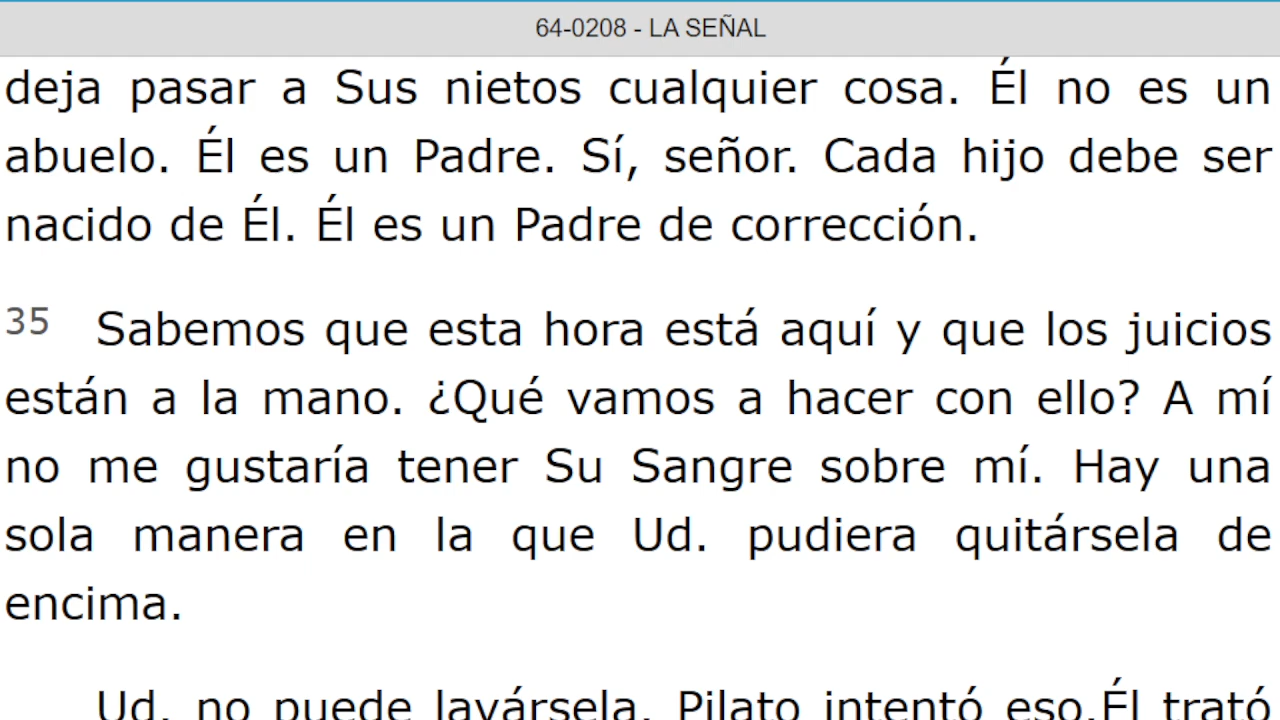 64-0208 - LA SEÑAL
deja pasar a Sus nietos cualquier cosa. Él no es un
abuelo. Él es un Padre. Sí, señor. Cada hijo debe ser
nacido de Él. Él es un Padre de corrección.
35 Sabemos que esta hora está aquí y que los juicios
están a la mano. ¿Qué vamos a hacer con ello? A mí
no me gustaría tener Su Sangre sobre mí. Hay una
sola manera en la que Ud. pudiera quitársela de
encima.
Ud. no puede lavársela. Pilato intentó eso.Él trató